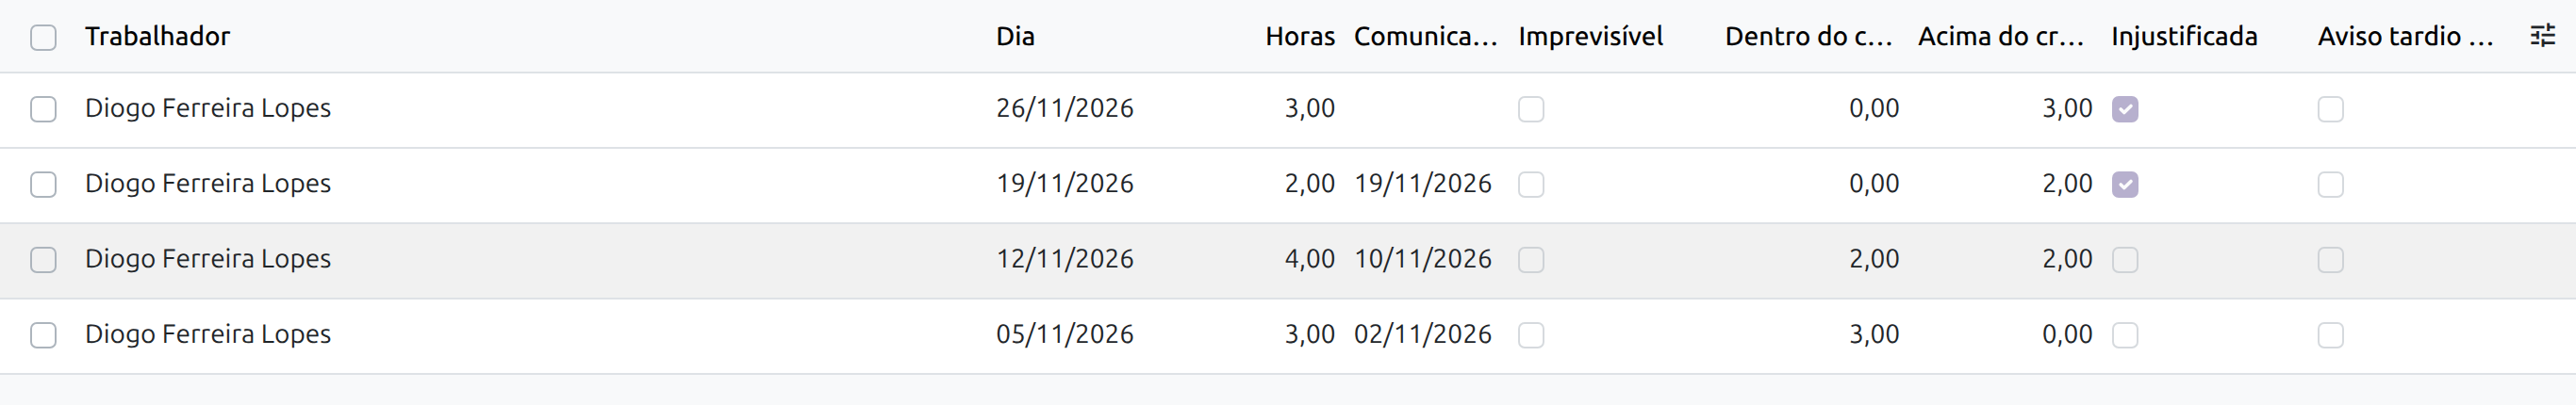 Trabalhador Dia Horas Comunica... Imprevisível Dentro do c... Acima do cr... Injustificada Aviso tardio ...
Diogo Ferreira Lopes 26/11/2026 3,00 0,00 3,00
Diogo Ferreira Lopes 19/11/2026 2,00 19/11/2026 0,00 2,00
Diogo Ferreira Lopes 12/11/2026 4,00 10/11/2026 2,00 2,00
Diogo Ferreira Lopes 05/11/2026 3,00 02/11/2026 3,00 0,00